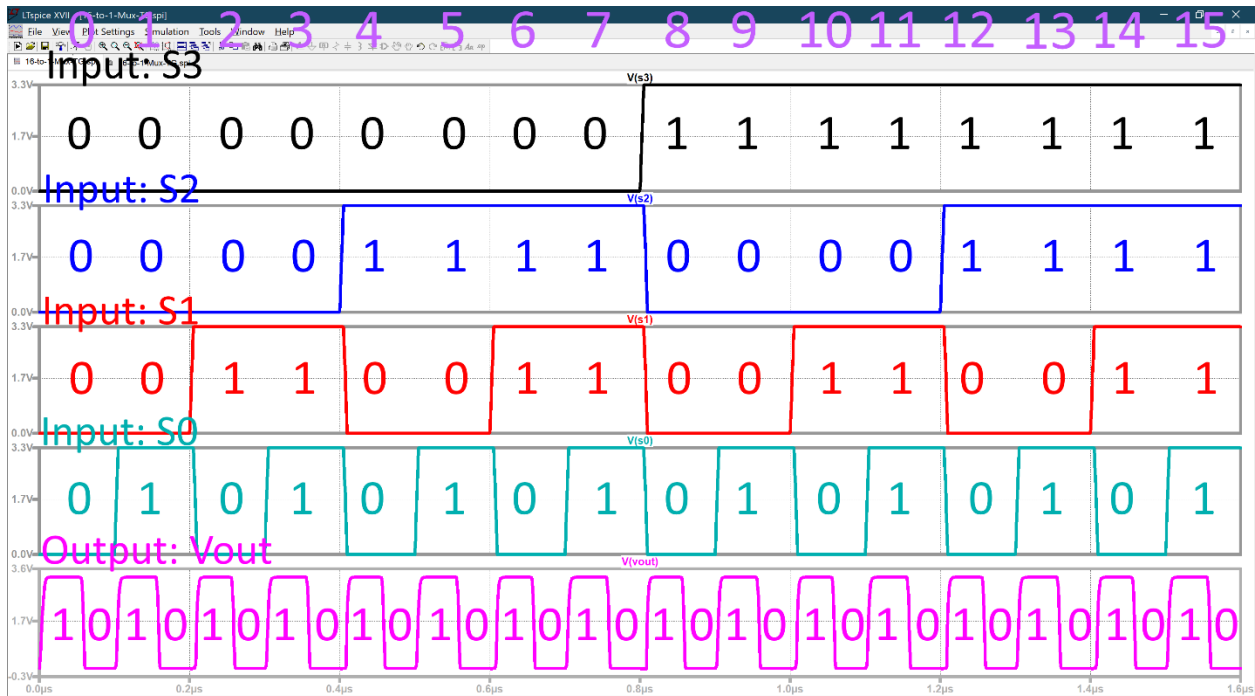 LTspice XVII - [16-to-1-Mux-TG.spi]
0 1 2 3 4 5 6 7 8 9 10 11 12 13 14 15
File View Plot Settings Simulation Tools Window Help
Input: S3
V(s3)
3.3V
1.7V
0.0V
0 0 0 0 0 0 0 0 1 1 1 1 1 1 1 1
Input: S2
V(s2)
3.3V
1.7V
0.0V
0 0 0 0 1 1 1 1 0 0 0 0 1 1 1 1
Input: S1
V(s1)
3.3V
1.7V
0.0V
0 0 1 1 0 0 1 1 0 0 1 1 0 0 1 1
Input: S0
V(s0)
3.3V
1.7V
0.0V
0 1 0 1 0 1 0 1 0 1 0 1 0 1 0 1
Output: Vout
V(vout)
3.6V
1.7V
-0.3V
1 0 1 0 1 0 1 0 1 0 1 0 1 0 1 0 1 0 1 0 1 0 1 0 1 0 1 0 1 0 1 0
0.0µs 0.2µs 0.4µs 0.6µs 0.8µs 1.0µs 1.2µs 1.4µs 1.6µs